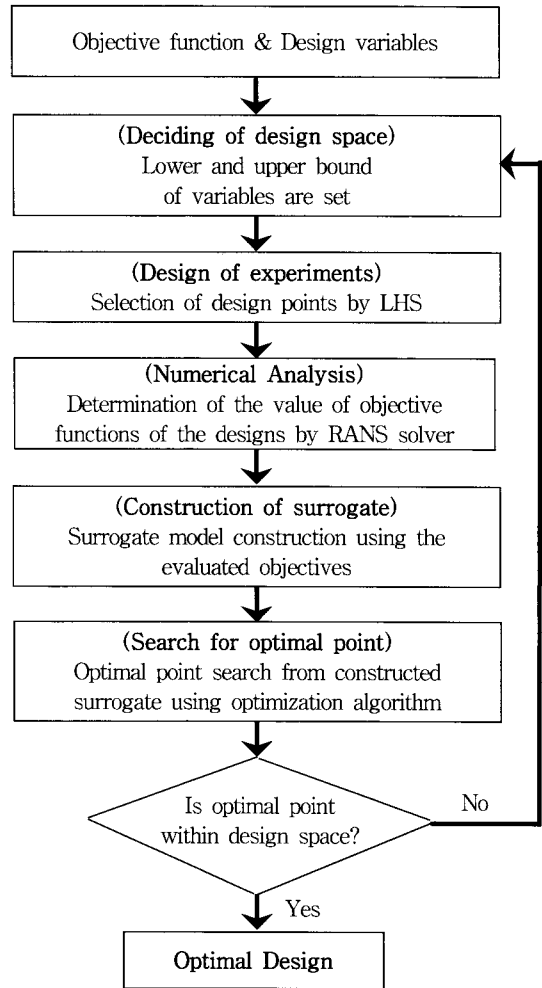 Objective function & Design variables
(Deciding of design space)
Lower and upper bound
of variables are set
(Design of experiments)
Selection of design points by LHS
(Numerical Analysis)
Determination of the value of objective
functions of the designs by RANS solver
(Construction of surrogate)
Surrogate model construction using the
evaluated objectives
(Search for optimal point)
Optimal point search from constructed
surrogate using optimization algorithm
Is optimal point
within design space?
No
Yes
Optimal Design